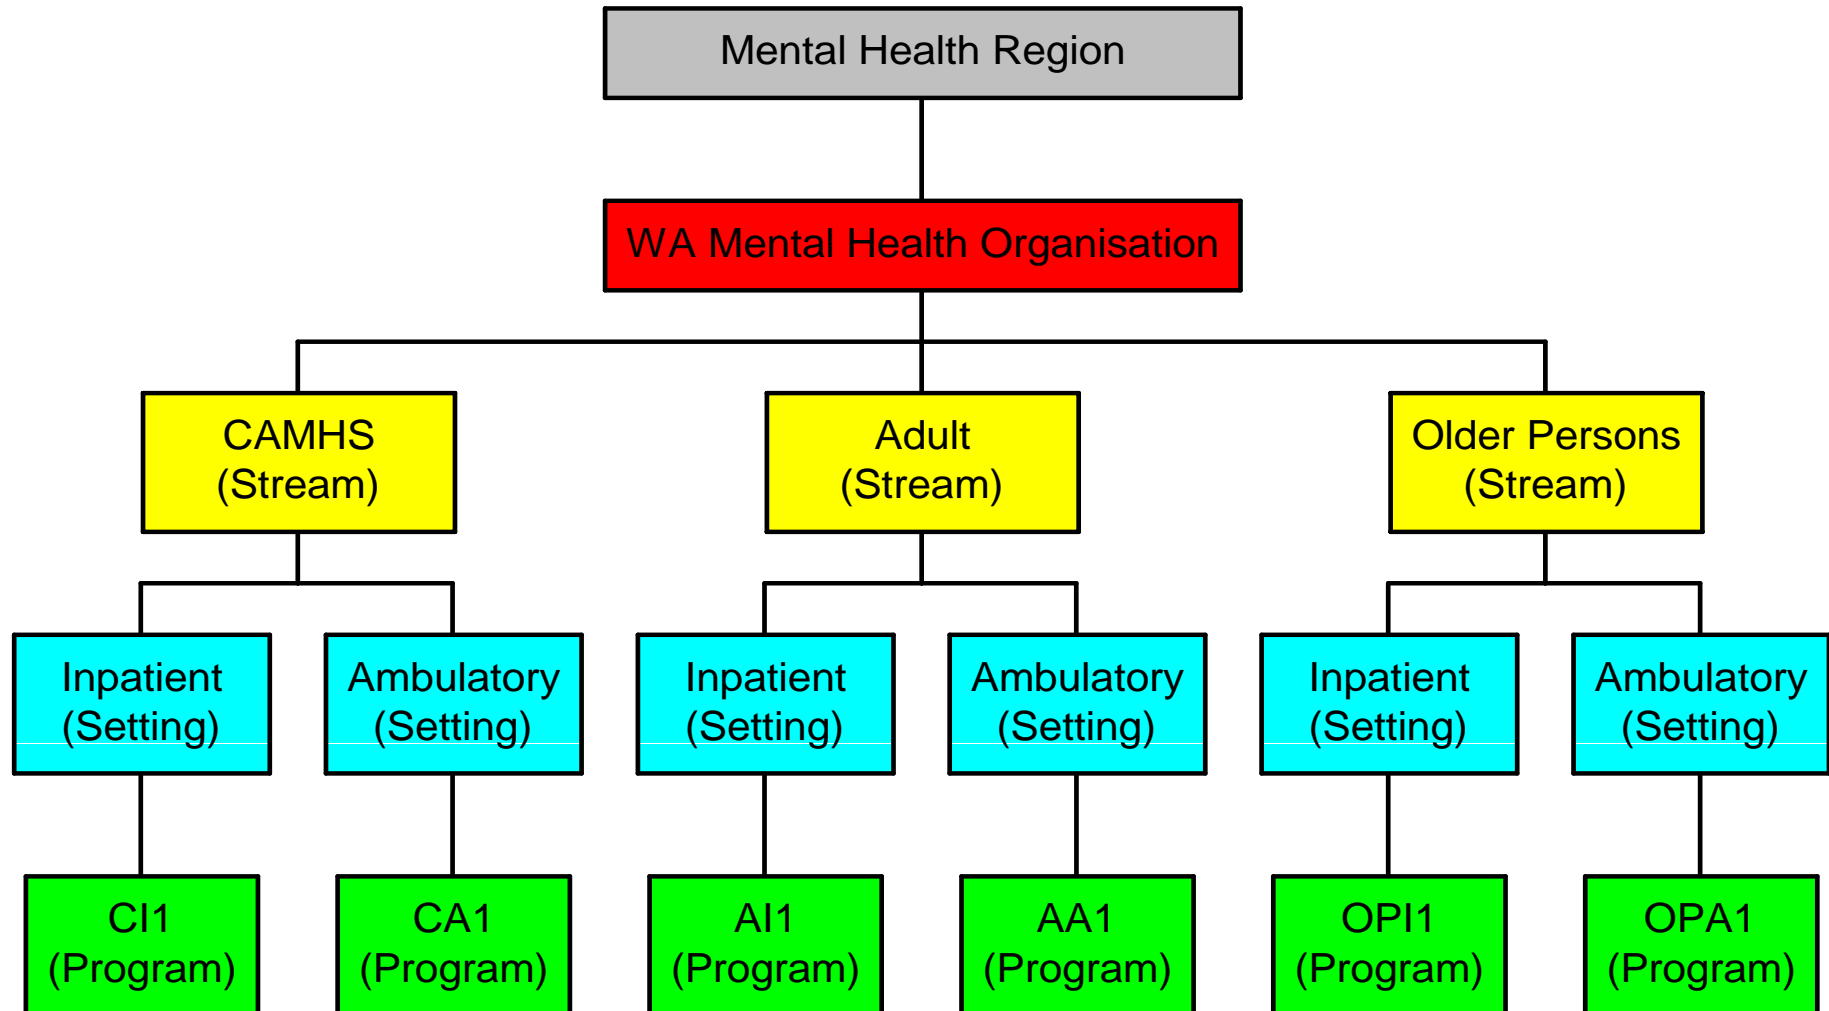 Mental Health Region
WA Mental Health Organisation
CAMHS
(Stream)
Adult
(Stream)
Older Persons
(Stream)
Inpatient
(Setting)
Ambulatory
(Setting)
Inpatient
(Setting)
Ambulatory
(Setting)
Inpatient
(Setting)
Ambulatory
(Setting)
CI1
(Program)
CA1
(Program)
AI1
(Program)
AA1
(Program)
OPI1
(Program)
OPA1
(Program)